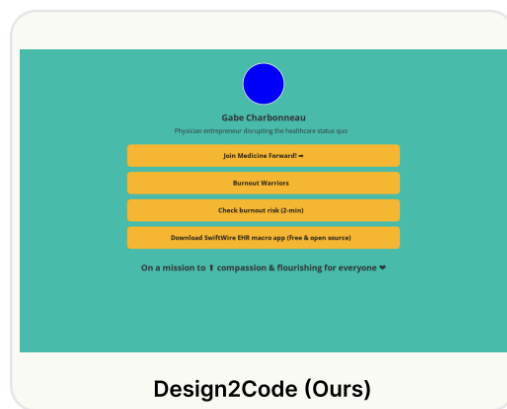 Gabe Charbonneau
Physician entrepreneur disrupting the healthcare status quo
Join Medicine Forward! ➡
Burnout Warriors
Check burnout risk (2-min)
Download SwiftWire EHR macro app (free & open source)
On a mission to ⬆ compassion & flourishing for everyone ❤
Design2Code (Ours)